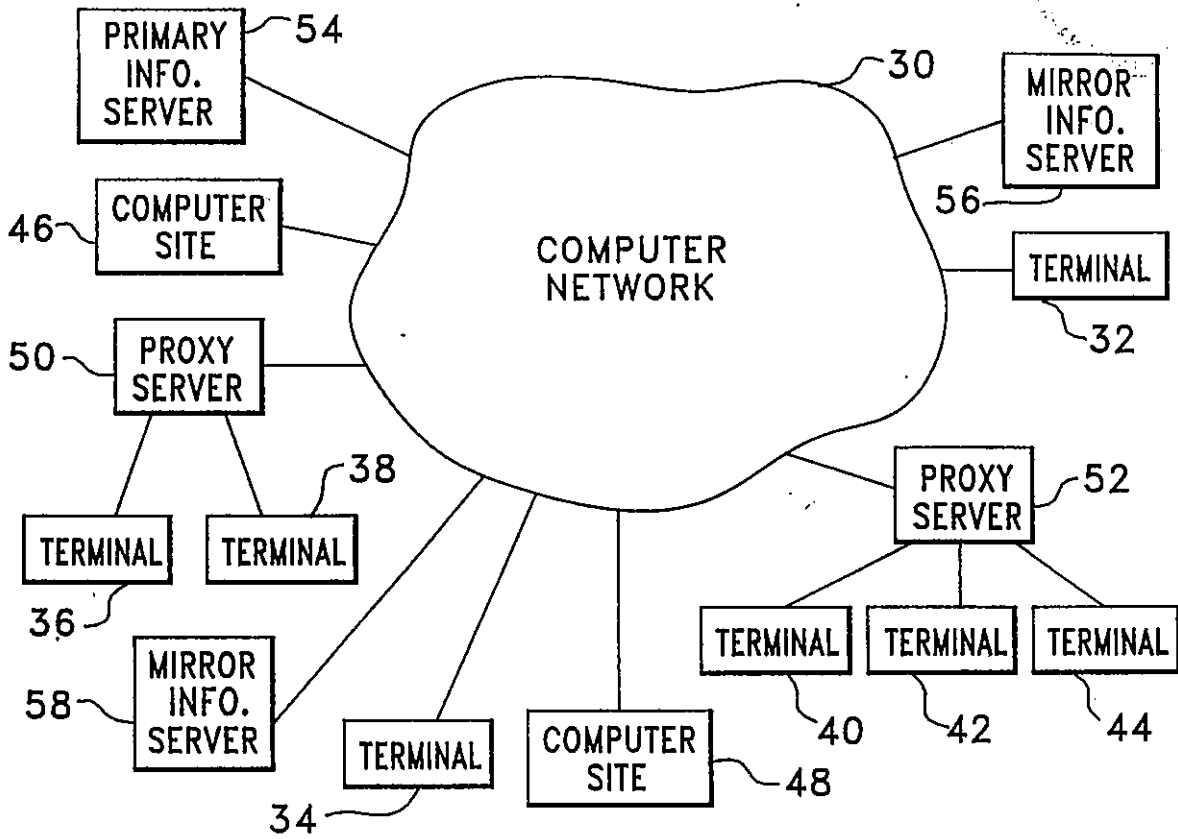 PRIMARY
INFO.
SERVER
54
30
MIRROR
INFO.
SERVER
56
COMPUTER
SITE
46
COMPUTER
NETWORK
TERMINAL
32
50
PROXY
SERVER
38
TERMINAL
36
TERMINAL
PROXY
SERVER
52
TERMINAL
40
TERMINAL
42
TERMINAL
44
58
MIRROR
INFO.
SERVER
TERMINAL
34
COMPUTER
SITE
48